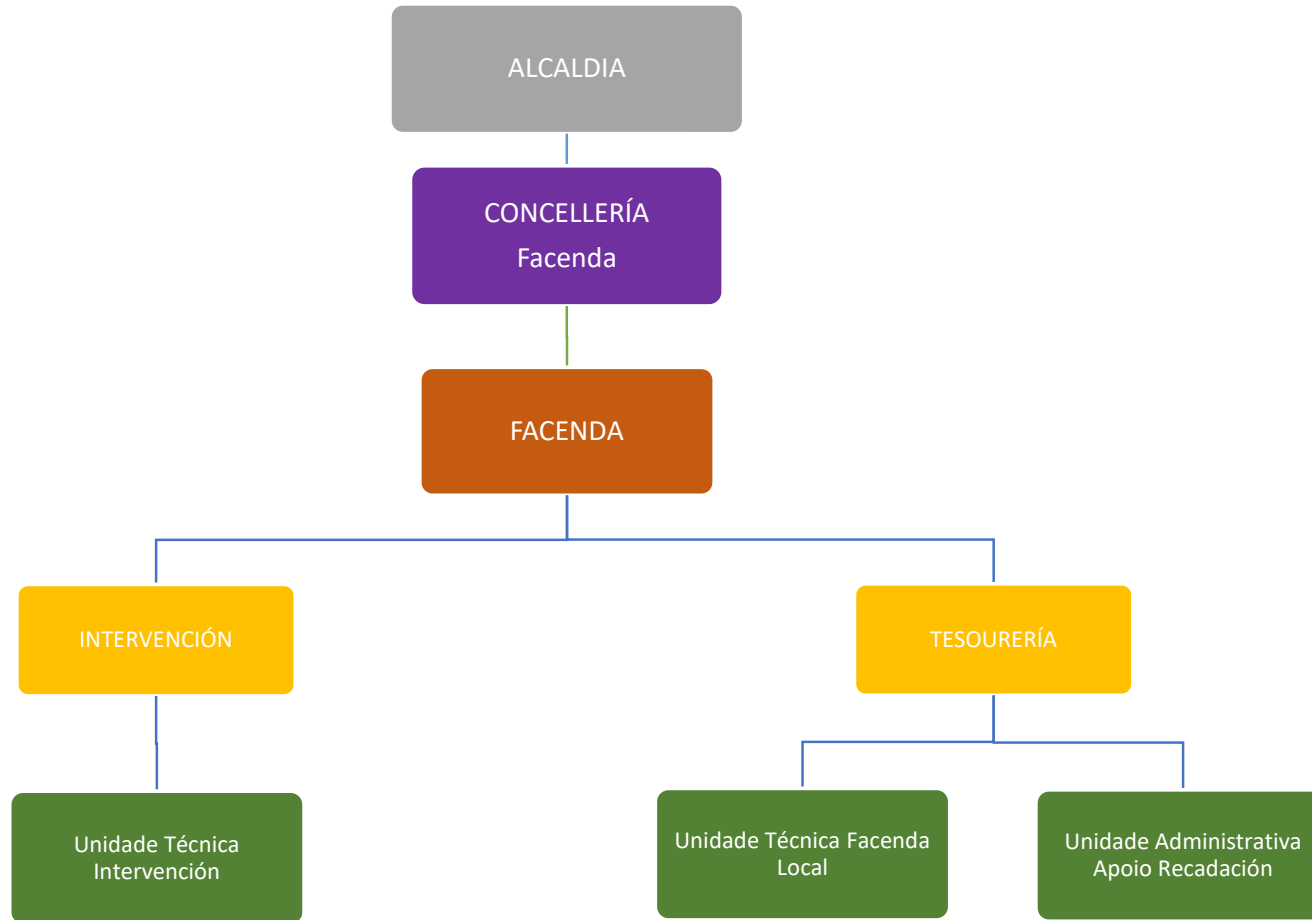 ALCALDIA
CONCELLERÍA
Facenda
FACENDA
INTERVENCIÓN
TESOURERÍA
Unidade Técnica
Intervención
Unidade Técnica Facenda
Local
Unidade Administrativa
Apoio Recadación